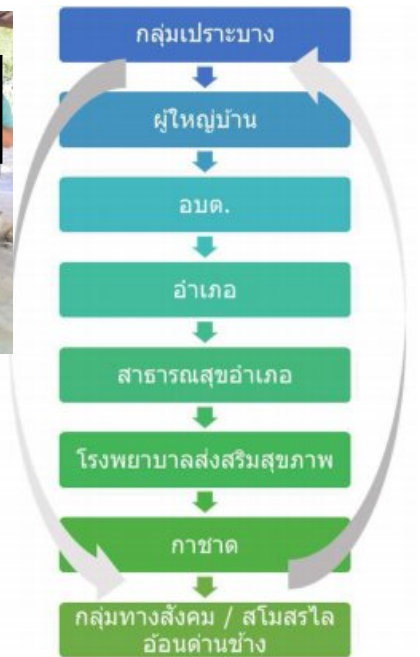 กลุ่มเปราะบาง
ผู้ใหญ่บ้าน
อบต.
อำเภอ
สาธารณสุขอำเภอ
โรงพยาบาลส่งสริมสุขภาพ
กาชาด
กลุ่มทางสังคม / สโมสรไล
อ้อนด่านช้าง